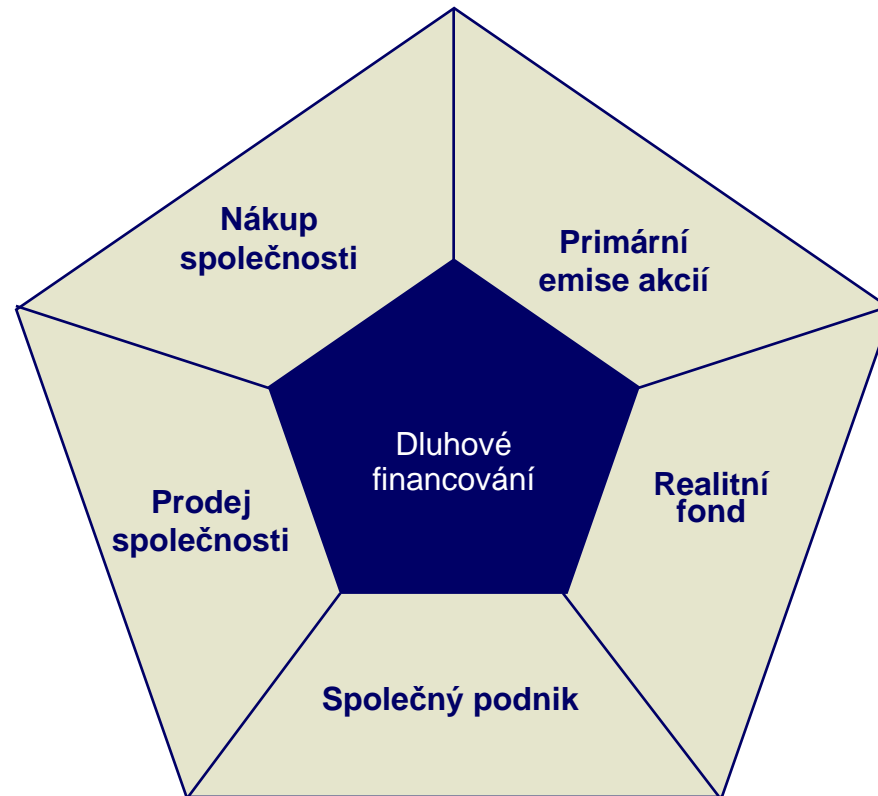 Nákup
společnosti
Primární
emise akcií
Dluhové
financování
Realitní
fond
Prodej
společnosti
Společný podnik